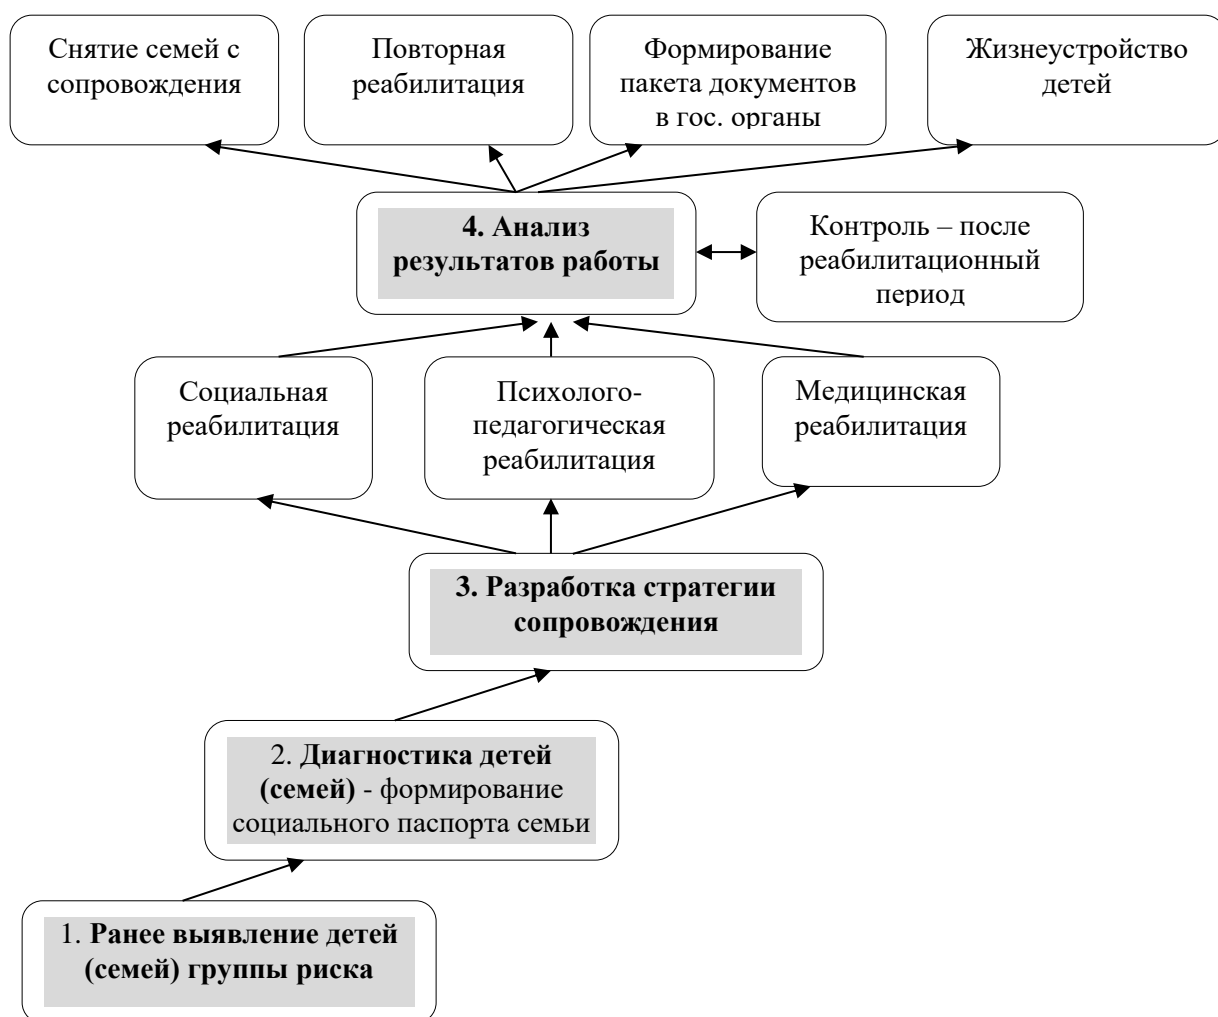 Снятие семей с
сопровождения
Повторная
реабилитация
Формирование
пакета документов
в гос. органы
Жизнеустройство
детей
4. Анализ
результатов работы
Контроль – после
реабилитационный
период
Социальная
реабилитация
Психолого-
педагогическая
реабилитация
Медицинская
реабилитация
3. Разработка стратегии
сопровождения
2. Диагностика детей
(семей) - формирование
социального паспорта семьи
1. Ранее выявление детей
(семей) группы риска